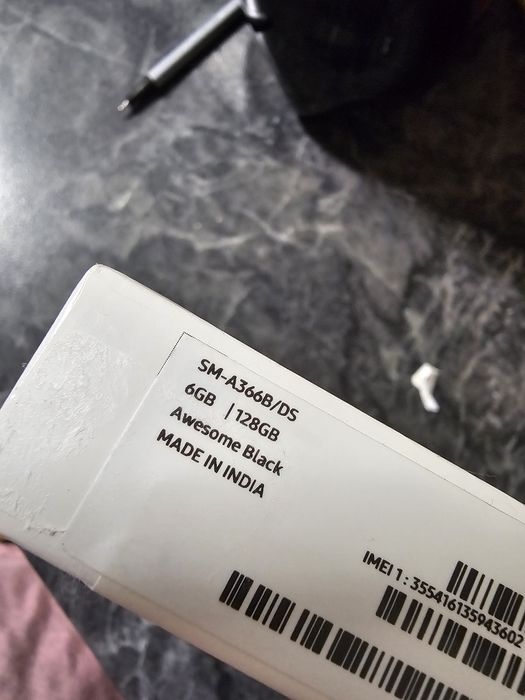 SM-A366B/DS
6GB | 128GB
Awesome Black
MADE IN INDIA
IMEI 1 : 355416135943602